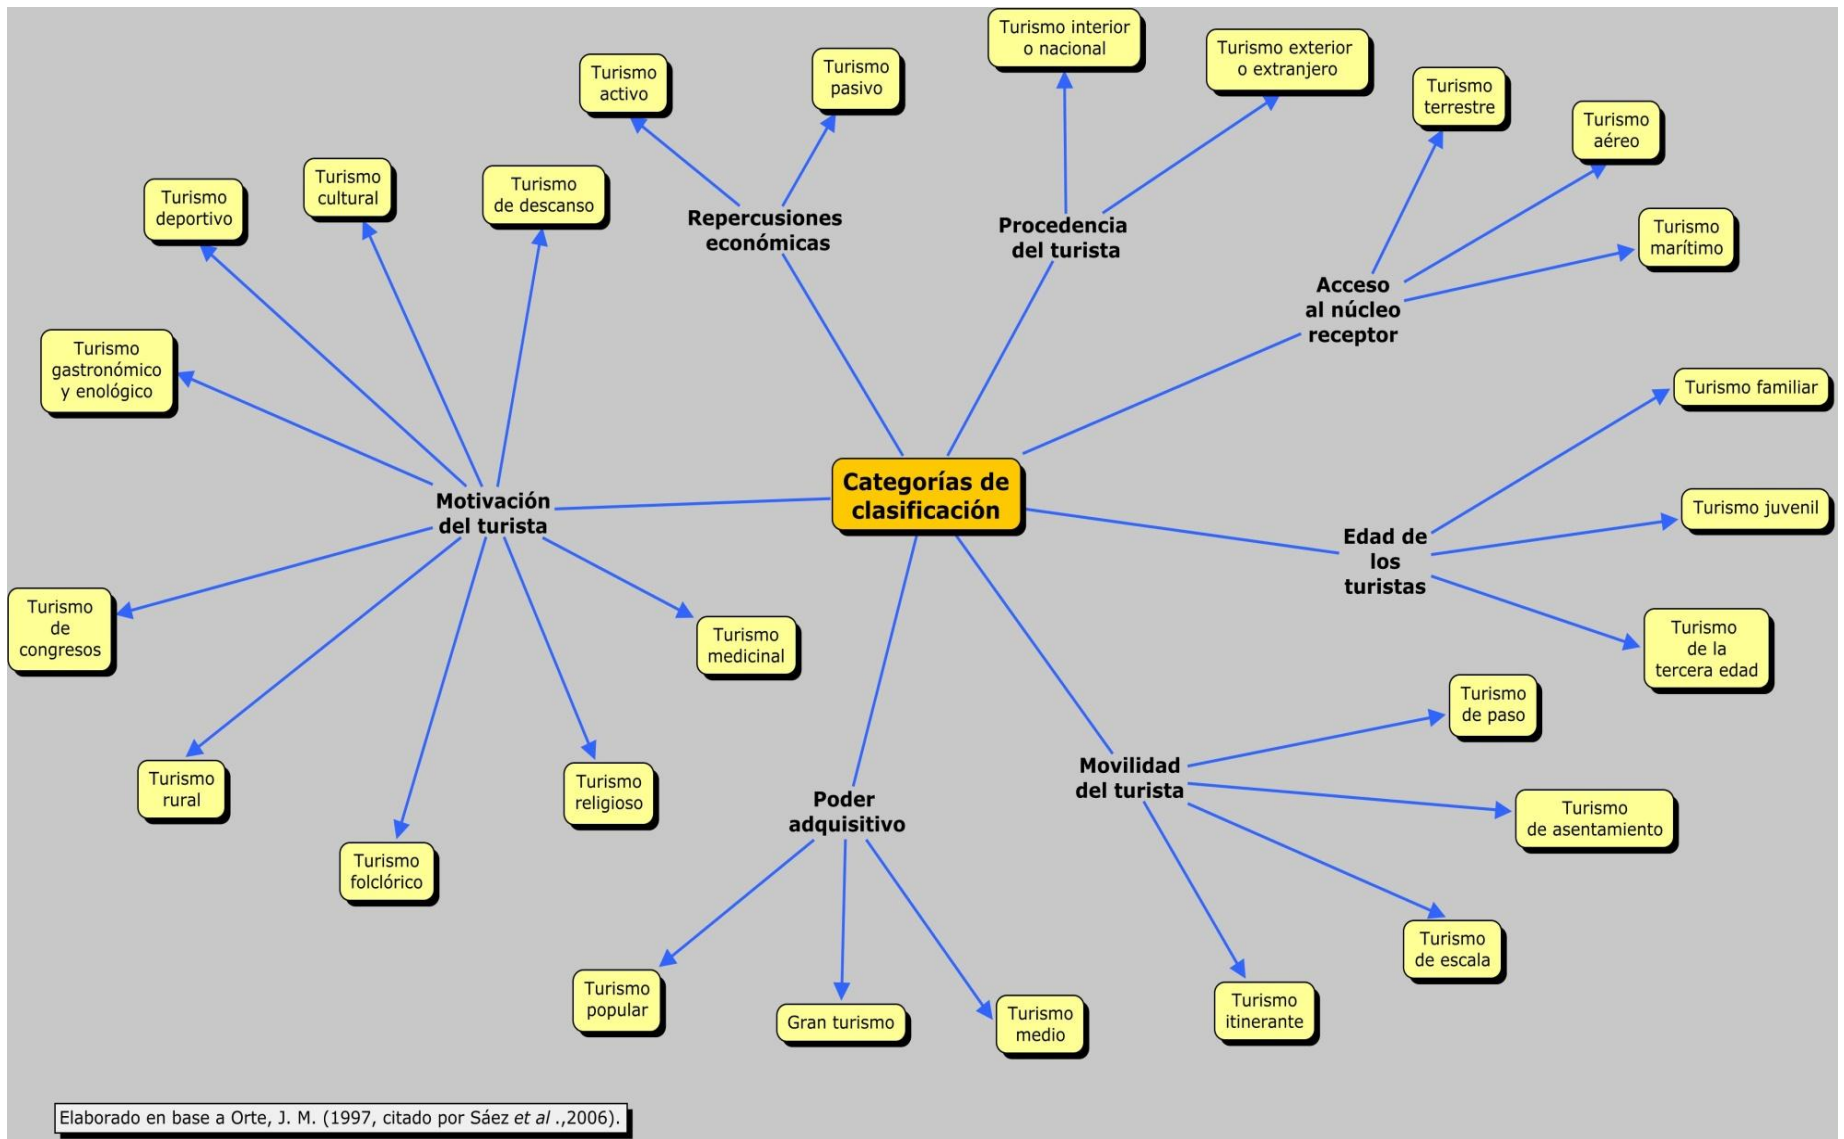 Turismo interior
o nacional
Turismo exterior
o extranjero
Turismo
activo
Turismo
pasivo
Turismo
terrestre
Turismo
aéreo
Turismo
marítimo
Turismo
deportivo
Turismo
cultural
Turismo
de descanso
Repercusiones
económicas
Procedencia
del turista
Acceso
al núcleo
receptor
Turismo
gastronómico
y enológico
Turismo familiar
Motivación
del turista
Categorías de
clasificación
Turismo juvenil
Edad de
los
turistas
Turismo
de
congresos
Turismo
medicinal
Turismo
de la
tercera edad
Turismo
de paso
Turismo
rural
Turismo
religioso
Movilidad
del turista
Poder
adquisitivo
Turismo
de asentamiento
Turismo
folclórico
Turismo
de escala
Turismo
popular
Gran turismo
Turismo
medio
Turismo
itinerante
Elaborado en base a Orte, J. M. (1997, citado por Sáez et al .,2006).